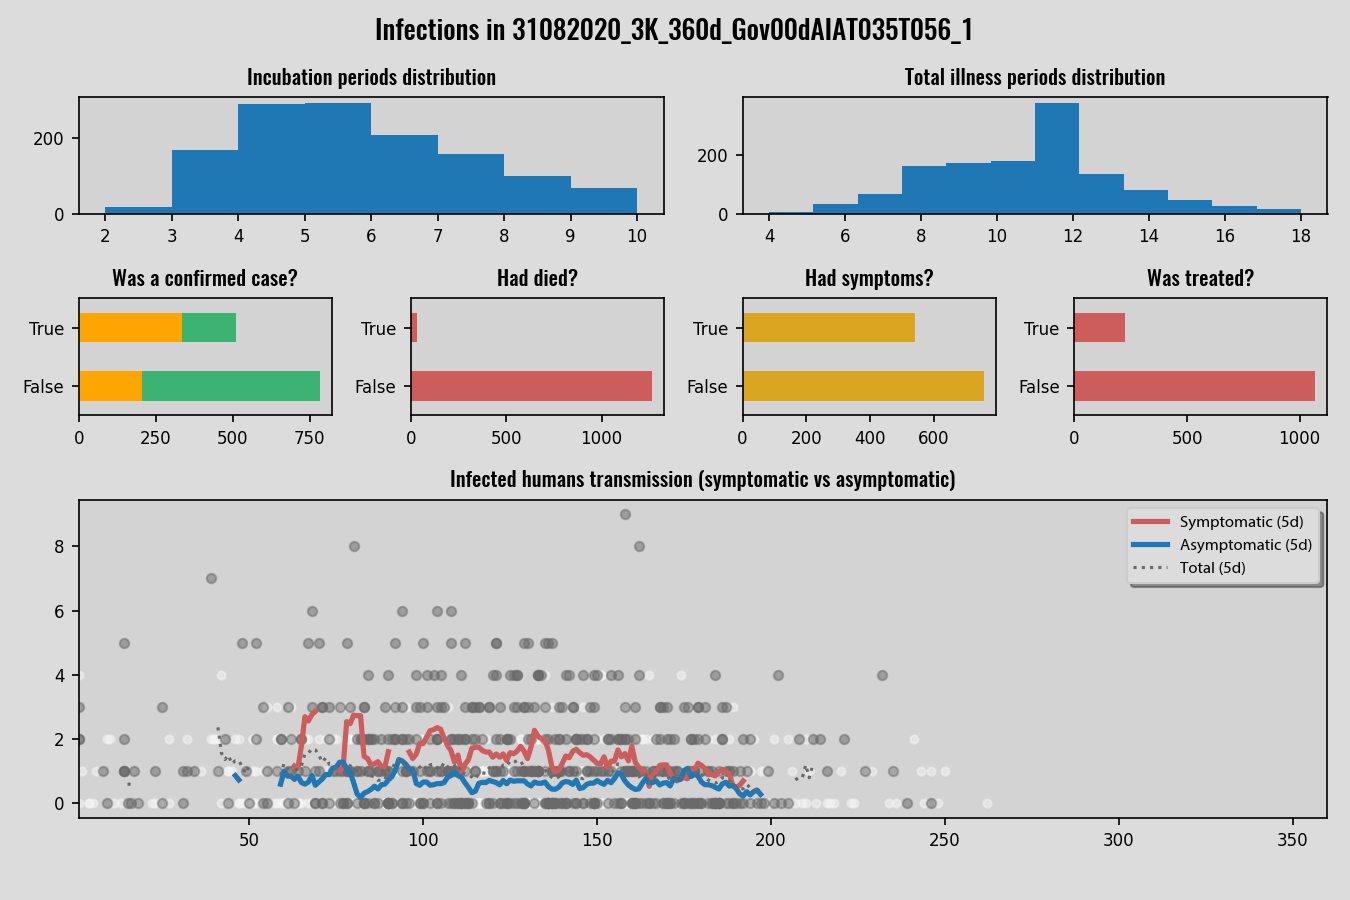 Infections in 31082020_3K_360d_Gov00dAIAT035T056_1
Incubation periods distribution
Total illness periods distribution
200
0
2 3 4 5 6 7 8 9 10
200
0
4 6 8 10 12 14 16 18
Was a confirmed case?
Had died?
Had symptoms?
Was treated?
True
False
0 250 500 750
True
False
0 500 1000
True
False
0 200 400 600
True
False
0 500 1000
Infected humans transmission (symptomatic vs asymptomatic)
Symptomatic (5d)
Asymptomatic (5d)
Total (5d)
8
6
4
2
0
50 100 150 200 250 300 350